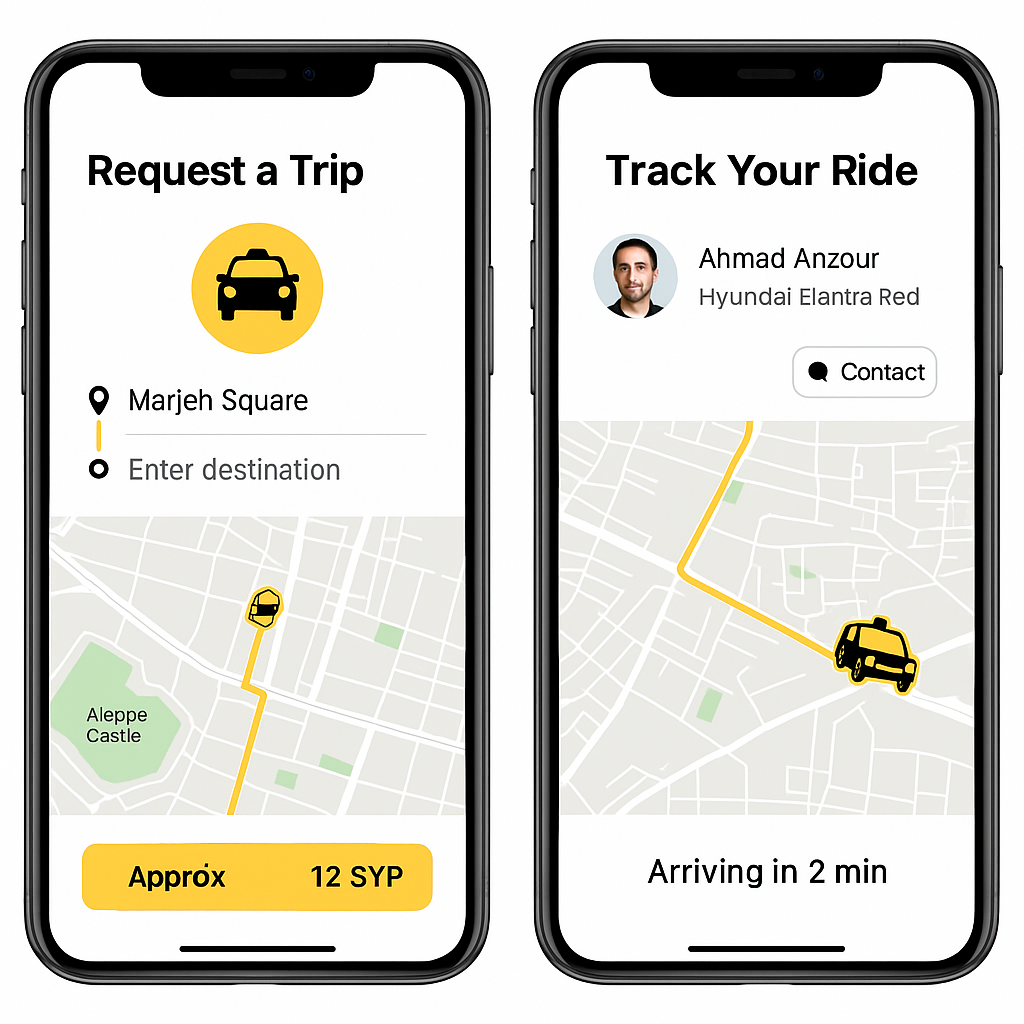 Request a Trip
Marjeh Square
Enter destination
Aleppe
Castle
Approx
12 SYP
Track Your Ride
Ahmad Anzour
Hyundai Elantra Red
Contact
Arriving in 2 min